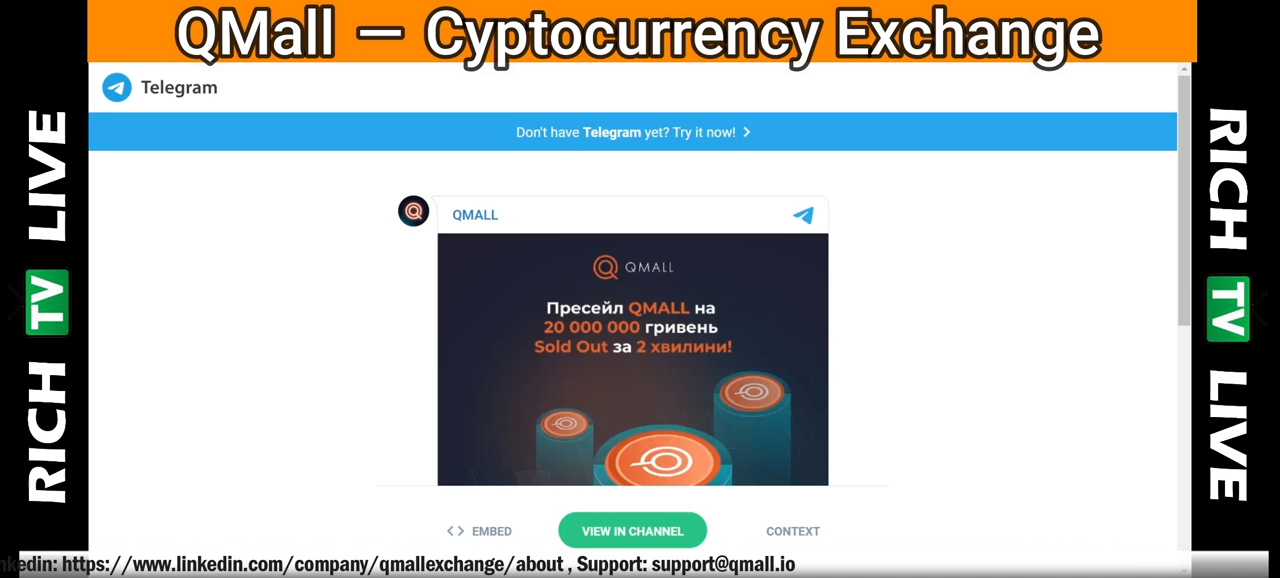 QMall — Cyptocurrency Exchange
Telegram
Don't have Telegram yet? Try it now!
QMALL
QMALL
Пресейл QMALL на
20 000 000 гривень
Sold Out за 2 хвилини!
EMBED
VIEW IN CHANNEL
CONTEXT
RICH TV LIVE
RICH TV LIVE
nkedin: https://www.linkedin.com/company/qmallexchange/about , Support: support@qmall.io